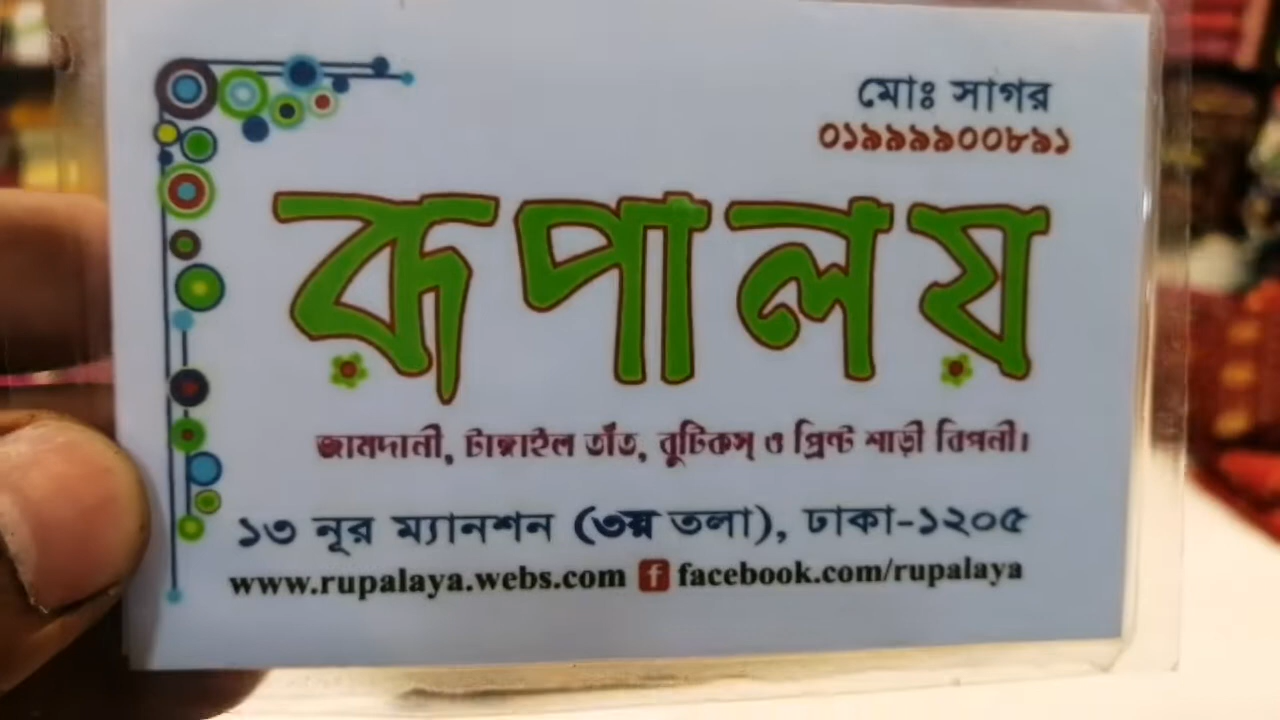 মোঃ সাগর
০১৯৯৯৯০০৮৯১
রূপালয়
জামদানী, টাঙ্গাইল তাঁত, বুটিকস্ ও প্রিন্ট শাড়ী বিপনী।
১৩ নূর ম্যানশন (৩য় তলা), ঢাকা-১২০৫
www.rupalaya.webs.com f facebook.com/rupalaya